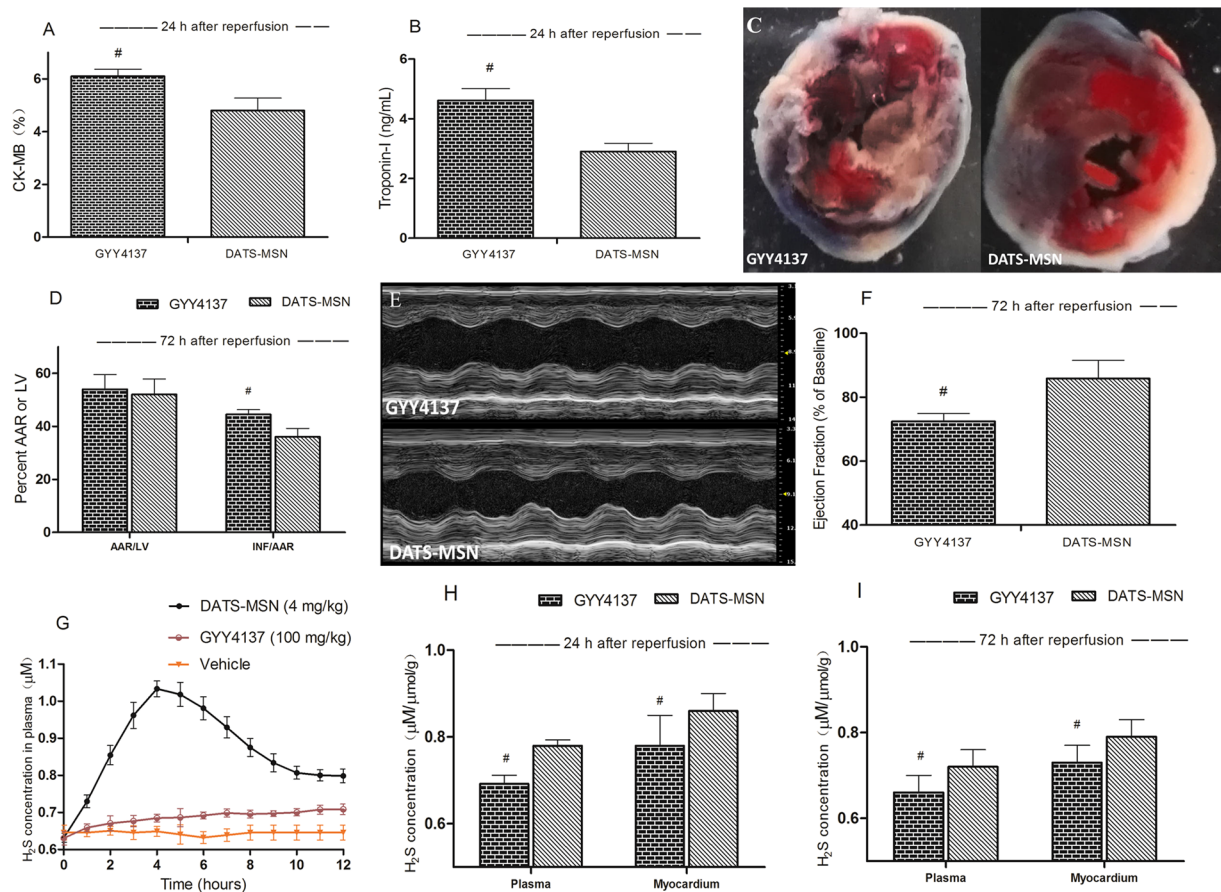 A
———— 24 h after reperfusion — —
#
CK-MB (%)
6
4
2
0
GYY4137
DATS-MSN
B
———— 24 h after reperfusion — —
#
Troponin-I (ng/mL)
6
4
2
0
GYY4137
DATS-MSN
C
GYY4137
DATS-MSN
D
GYY4137
DATS-MSN
———— 72 h after reperfusion ———
#
Percent AAR or LV
60
40
20
0
AAR/LV
INF/AAR
E
GYY4137
DATS-MSN
F
———— 72 h after reperfusion — —
#
Ejection Fraction (% of Baseline)
100
80
60
40
GYY4137
DATS-MSN
G
DATS-MSN (4 mg/kg)
GYY4137 (100 mg/kg)
Vehicle
H₂S concentration in plasma (μM)
1.1
1.0
0.9
0.8
0.7
0.6
0
2
4
6
8
10
12
Time (hours)
H
GYY4137
DATS-MSN
———— 24 h after reperfusion — —
#
#
H₂S concentration (μM/μmol/g)
1.0
0.8
0.6
Plasma
Myocardium
I
GYY4137
DATS-MSN
———— 72 h after reperfusion — —
#
#
H₂S concentration (μM/μmol/g)
1.0
0.8
0.6
Plasma
Myocardium